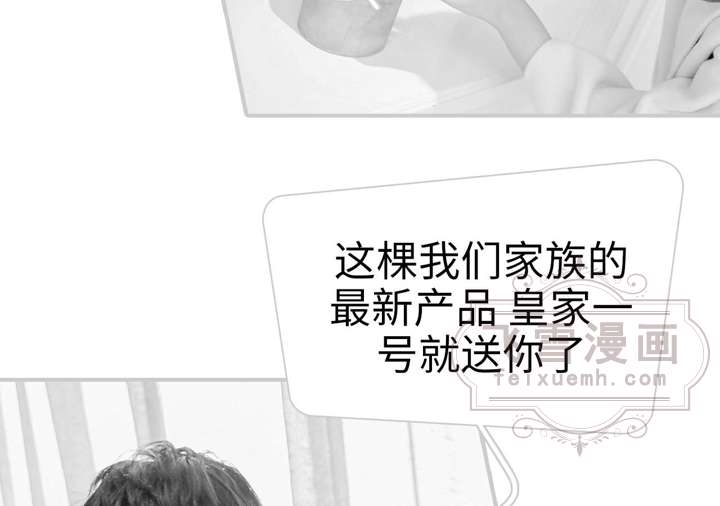 这棵我们家族的
最新产品 皇家一
号就送你了
飞雪漫画
feixuemh.com